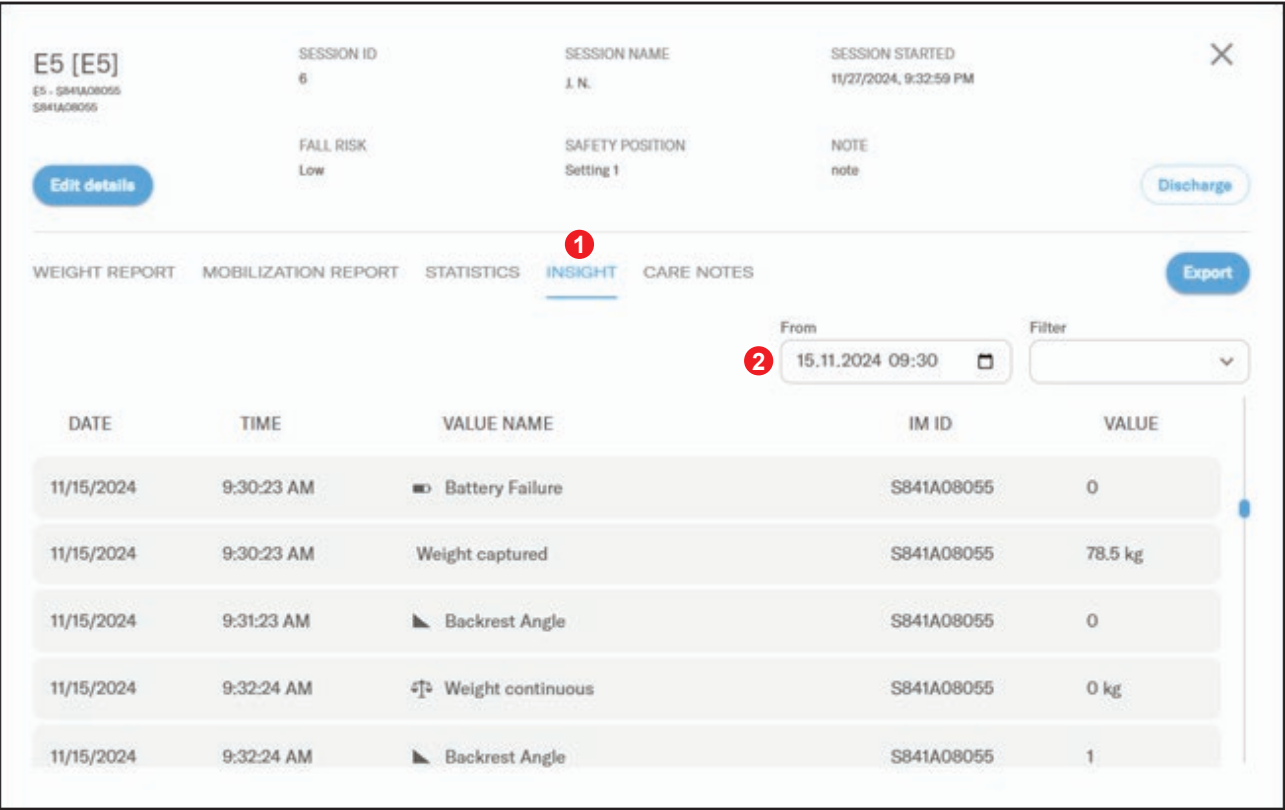 E5 [E5]
E5 - S841A08055
S841A08055
SESSION ID
6
SESSION NAME
J. N.
SESSION STARTED
11/27/2024, 9:32:59 PM
FALL RISK
Low
SAFETY POSITION
Setting 1
NOTE
note
Edit details
Discharge
1
WEIGHT REPORT MOBILIZATION REPORT STATISTICS INSIGHT CARE NOTES
Export
From
Filter
2 15.11.2024 09:30
DATE TIME VALUE NAME IM ID VALUE
11/15/2024 9:30:23 AM Battery Failure S841A08055 0
11/15/2024 9:30:23 AM Weight captured S841A08055 78.5 kg
11/15/2024 9:31:23 AM Backrest Angle S841A08055 0
11/15/2024 9:32:24 AM Weight continuous S841A08055 0 kg
11/15/2024 9:32:24 AM Backrest Angle S841A08055 1